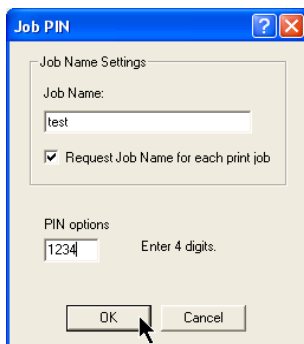 Job PIN
Job Name Settings
Job Name:
test
Request Job Name for each print job
PIN options
1234 Enter 4 digits.
OK Cancel